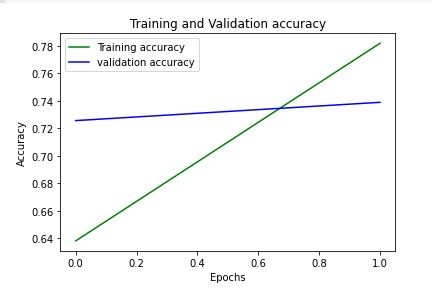 Training and Validation accuracy
Training accuracy
validation accuracy
Accuracy
0.78
0.76
0.74
0.72
0.70
0.68
0.66
0.64
0.0 0.2 0.4 0.6 0.8 1.0
Epochs